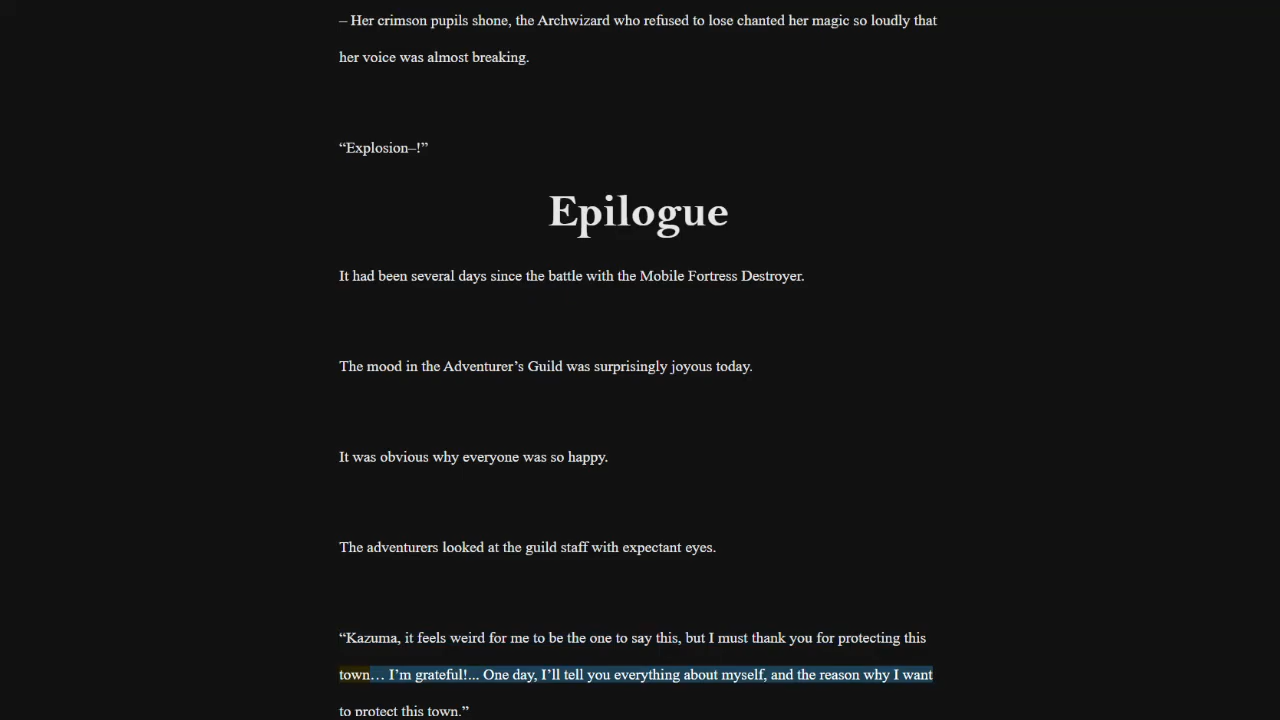 – Her crimson pupils shone, the Archwizard who refused to lose chanted her magic so loudly that
her voice was almost breaking.
“Explosion–!”
Epilogue
It had been several days since the battle with the Mobile Fortress Destroyer.
The mood in the Adventurer’s Guild was surprisingly joyous today.
It was obvious why everyone was so happy.
The adventurers looked at the guild staff with expectant eyes.
“Kazuma, it feels weird for me to be the one to say this, but I must thank you for protecting this
town… I’m grateful!... One day, I’ll tell you everything about myself, and the reason why I want
to protect this town.”